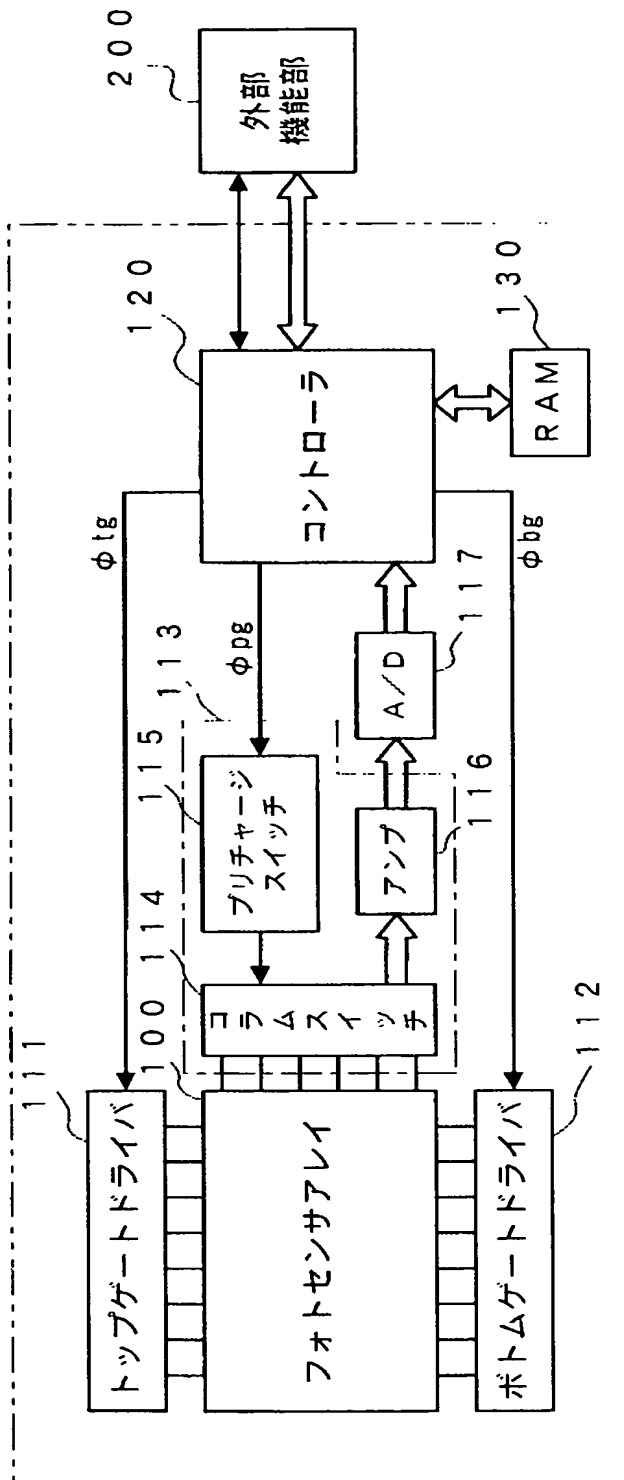 111
トップゲートドライバ
100
フォトセンサアレイ
ボトムゲートドライバ
112
114
コラムスイッチ
115
プリチャージ
スイッチ
113
アンプ
116
A/D
117
φtg
φpg
φbg
120
コントローラ
RAM
130
200
外部
機能部